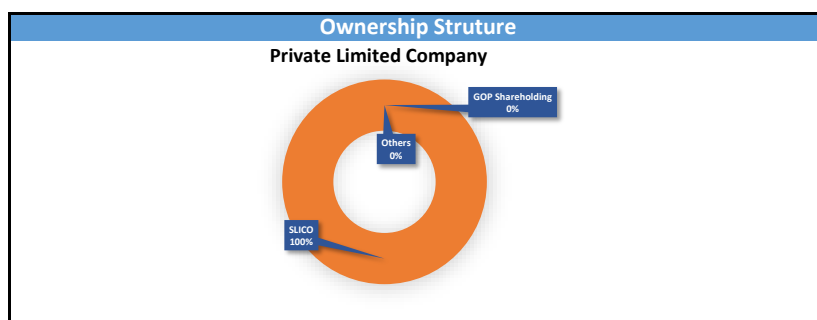 Ownership Struture
Private Limited Company
GOP Shareholding
0%
Others
0%
SLICO
100%